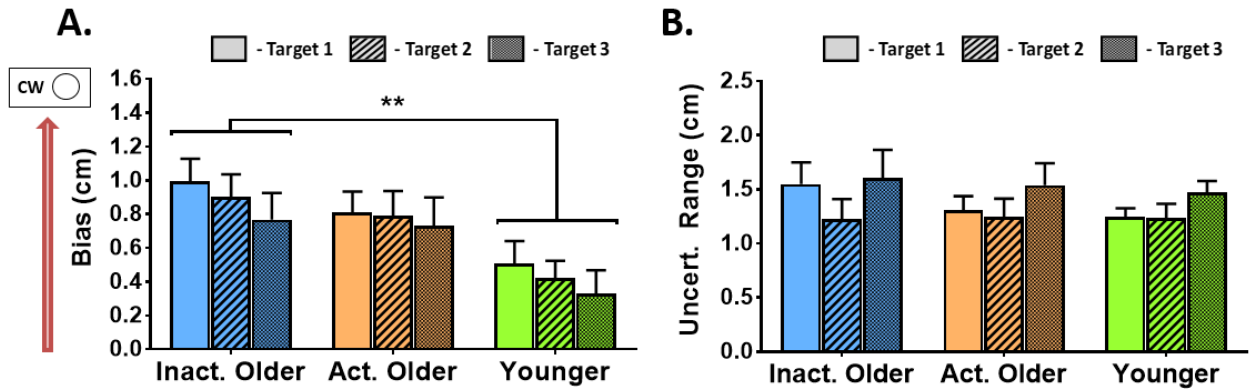 A.
- Target 1 - Target 2 - Target 3
CW
Bias (cm)
1.6
1.4
1.2
1.0
0.8
0.6
0.4
0.2
0.0
**
Inact. Older Act. Older Younger
B.
- Target 1 - Target 2 - Target 3
Uncert. Range (cm)
2.5
2.0
1.5
1.0
0.5
0.0
Inact. Older Act. Older Younger